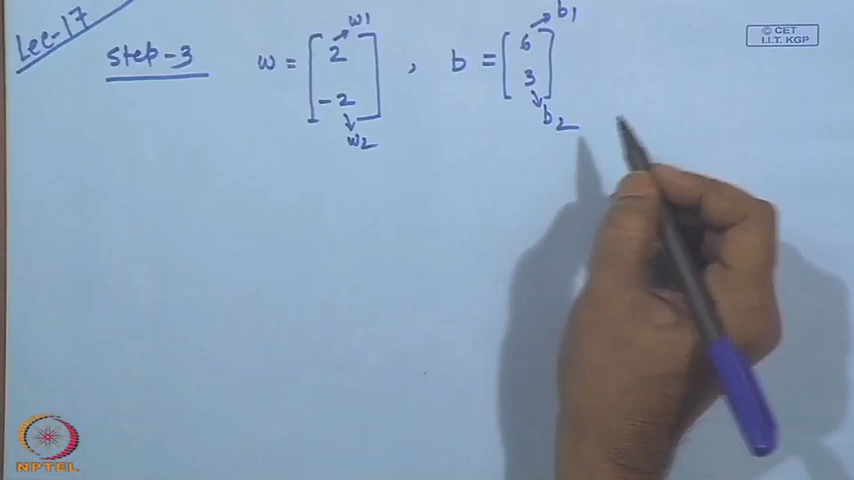 Lec-17
Step-3
w = [2 → w1, -2 → w2], b = [6 → b1, 3 → b2]
© CET
I.I.T. KGP
NPTEL